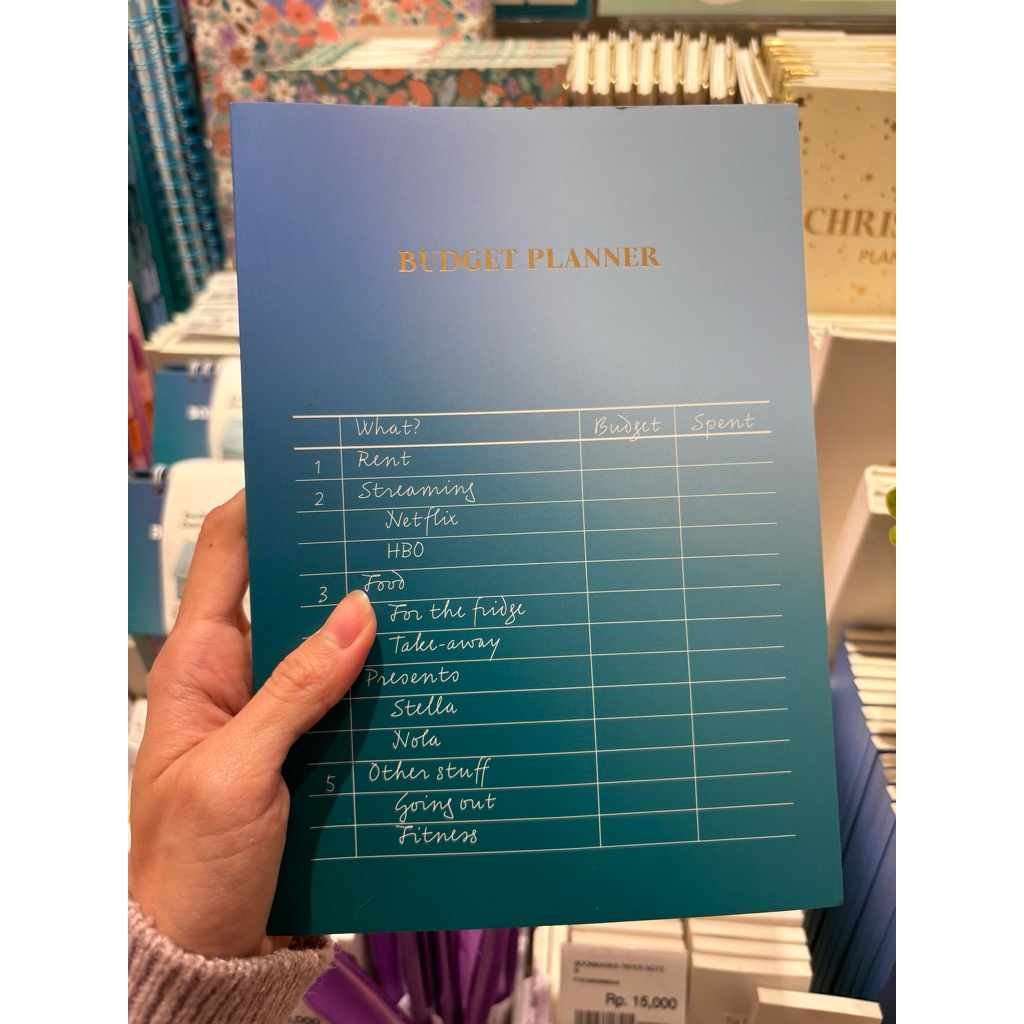 CHRIS
PLAN
BUDGET PLANNER
What? Budget Spent
1 Rent
2 Streaming
Netflix
HBO
3 Food
For the fridge
Take-away
Presents
Stella
Nola
5 Other stuff
Going out
Fitness
Rp. 15,000